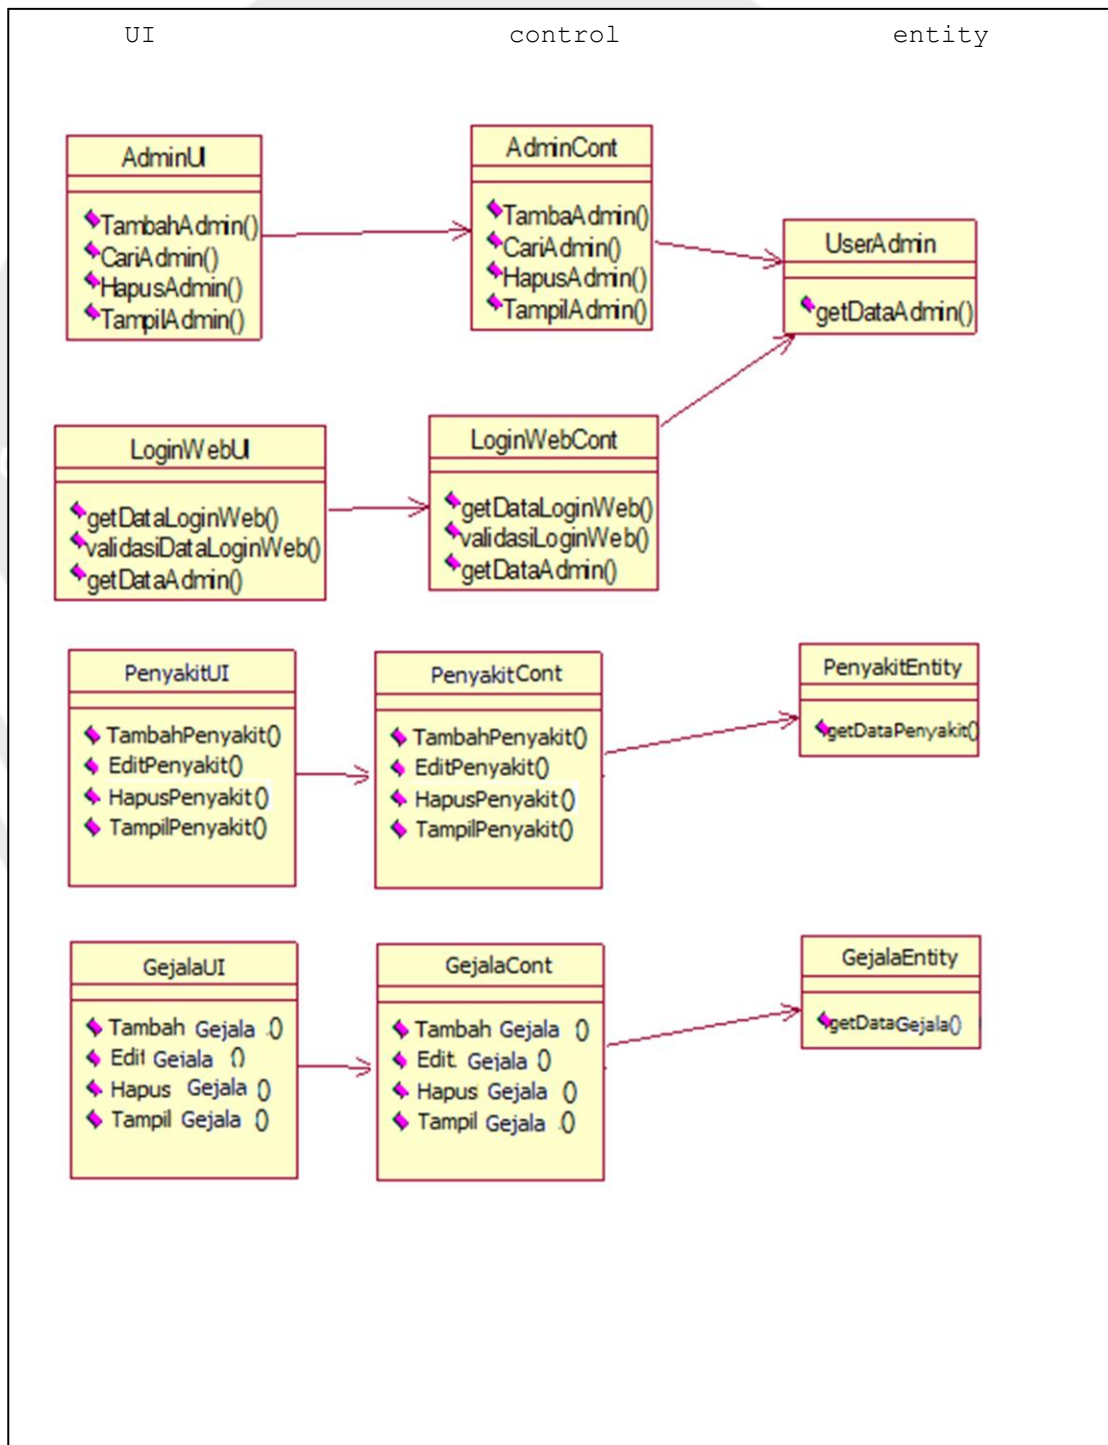 UI control entity
AdminUI
TambahAdmin()
CariAdmin()
HapusAdmin()
TampilAdmin()
AdminCont
TambaAdmin()
CariAdmin()
HapusAdmin()
TampilAdmin()
UserAdmin
getDataAdmin()
LoginWebUI
getDataLoginWeb()
validasiDataLoginWeb()
getDataAdmin()
LoginWebCont
getDataLoginWeb()
validasiLoginWeb()
getDataAdmin()
PenyakitUI
TambahPenyakit()
EditPenyakit()
HapusPenyakit()
TampilPenyakit()
PenyakitCont
TambahPenyakit()
EditPenyakit()
HapusPenyakit()
TampilPenyakit()
PenyakitEntity
getDataPenyakit()
GejalaUI
Tambah Gejala ()
Edit Gejala ()
Hapus Gejala ()
Tampil Gejala ()
GejalaCont
Tambah Gejala ()
Edit Gejala ()
Hapus Gejala ()
Tampil Gejala ()
GejalaEntity
getDataGejala()